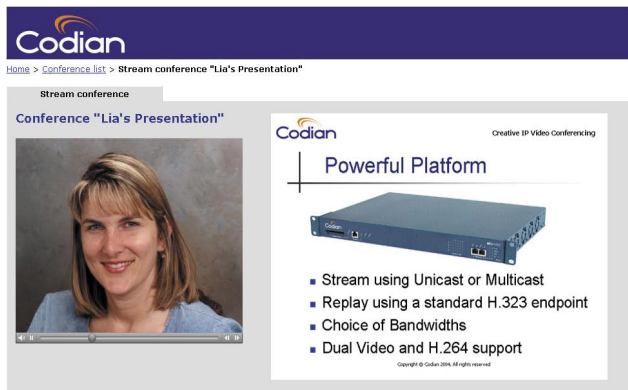 Codian
Home > Conference list > Stream conference "Lia's Presentation"
Stream conference
Conference "Lia's Presentation"
Codian
Creative IP Video Conferencing
Powerful Platform
Codian
Stream using Unicast or Multicast
Replay using a standard H.323 endpoint
Choice of Bandwidths
Dual Video and H.264 support
Copyright © Codian 2004, All rights reserved